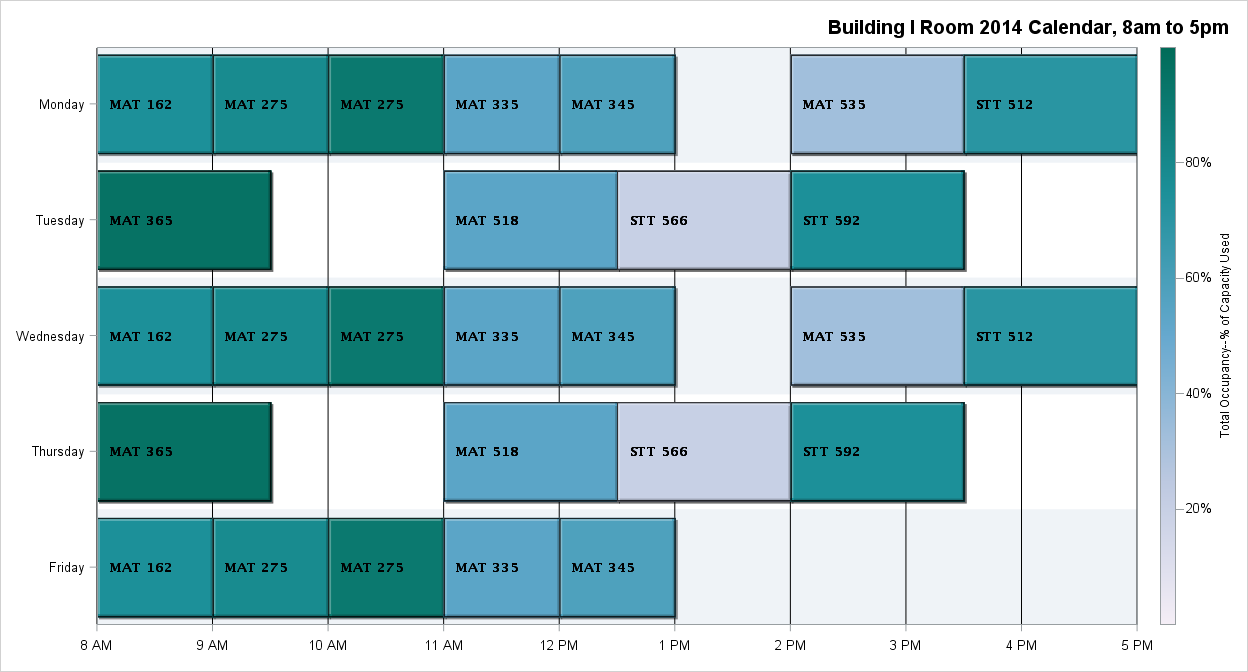 Building I Room 2014 Calendar, 8am to 5pm
Monday
MAT 162
MAT 275
MAT 275
MAT 335
MAT 345
MAT 535
STT 512
Tuesday
MAT 365
MAT 518
STT 566
STT 592
Wednesday
MAT 162
MAT 275
MAT 275
MAT 335
MAT 345
MAT 535
STT 512
Thursday
MAT 365
MAT 518
STT 566
STT 592
Friday
MAT 162
MAT 275
MAT 275
MAT 335
MAT 345
8 AM
9 AM
10 AM
11 AM
12 PM
1 PM
2 PM
3 PM
4 PM
5 PM
80%
60%
40%
20%
Total Occupancy--% of Capacity Used